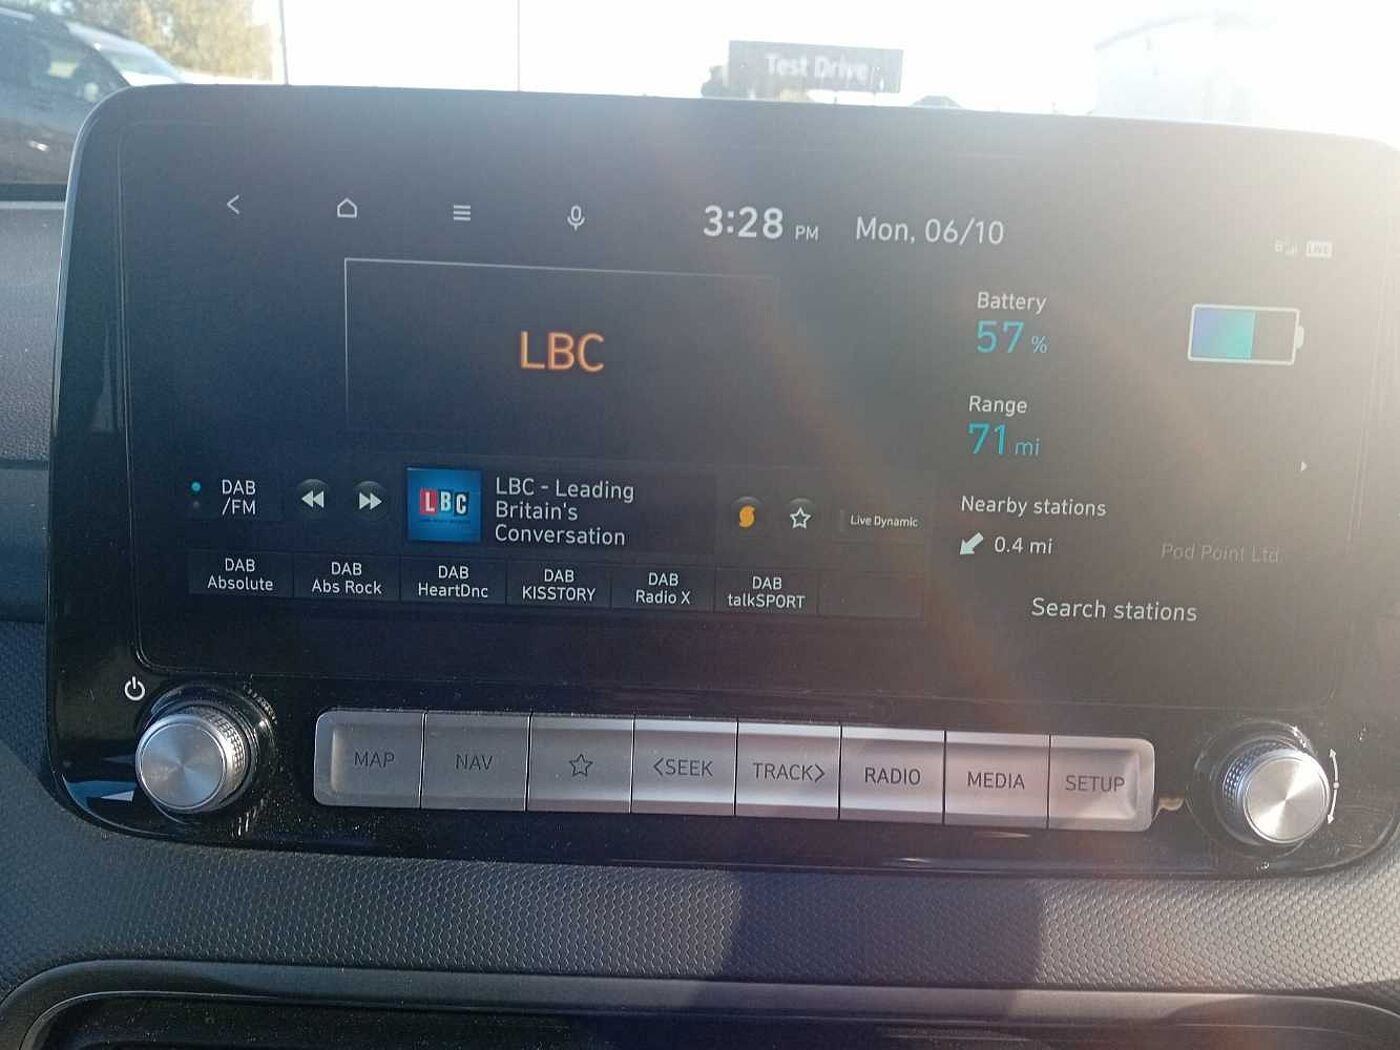 Test Drive
3:28 PM Mon, 06/10
LIVE
LBC
Battery
57 %
Range
71 mi
DAB
/FM
LBC
LBC - Leading
Britain's
Conversation
Live Dynamic
Nearby stations
0.4 mi
Pod Point Ltd.
Search stations
DAB
Absolute
DAB
Abs Rock
DAB
HeartDnc
DAB
KISSTORY
DAB
Radio X
DAB
talkSPORT
MAP
NAV
<SEEK
TRACK>
RADIO
MEDIA
SETUP